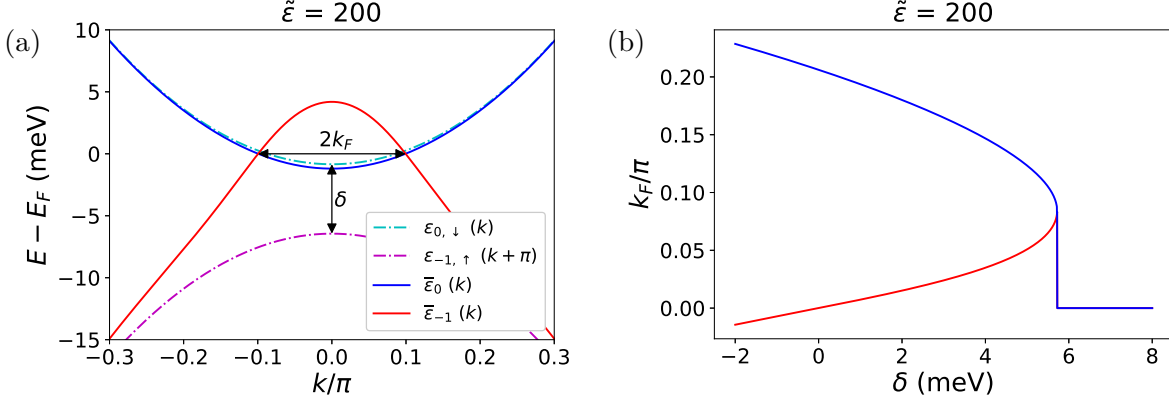 (a)
ε̃ = 200
E − E_F (meV)
10
5
0
−5
−10
−15
2k_F
δ
ε_{0,↓} (k)
ε_{−1,↑} (k + π)
ε̅_0 (k)
ε̅_{−1} (k)
−0.3 −0.2 −0.1 0.0 0.1 0.2 0.3
k/π
(b)
ε̃ = 200
k_F/π
0.20
0.15
0.10
0.05
0.00
−2 0 2 4 6 8
δ (meV)